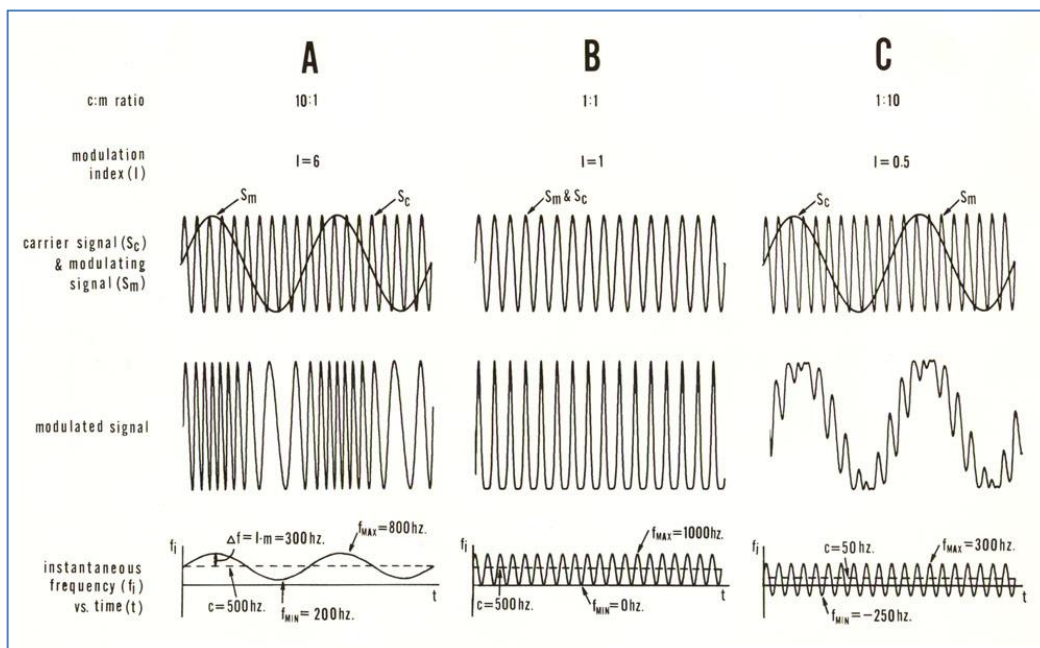 A B C
c:m ratio 10:1 1:1 1:10
modulation
index (I) I=6 I=1 I=0.5
Sm Sc Sm & Sc Sc Sm
carrier signal (Sc)
& modulating
signal (Sm)
modulated signal
instantaneous
frequency (fi)
vs. time (t)
fi
Δf=I·m=300hz.
fMAX=800hz.
t
c=500hz.
fMIN=200hz.
fi
fMAX=1000hz.
t
c=500hz.
fMIN=0hz.
fi
c=50hz.
fMAX=300hz.
t
fMIN=-250hz.